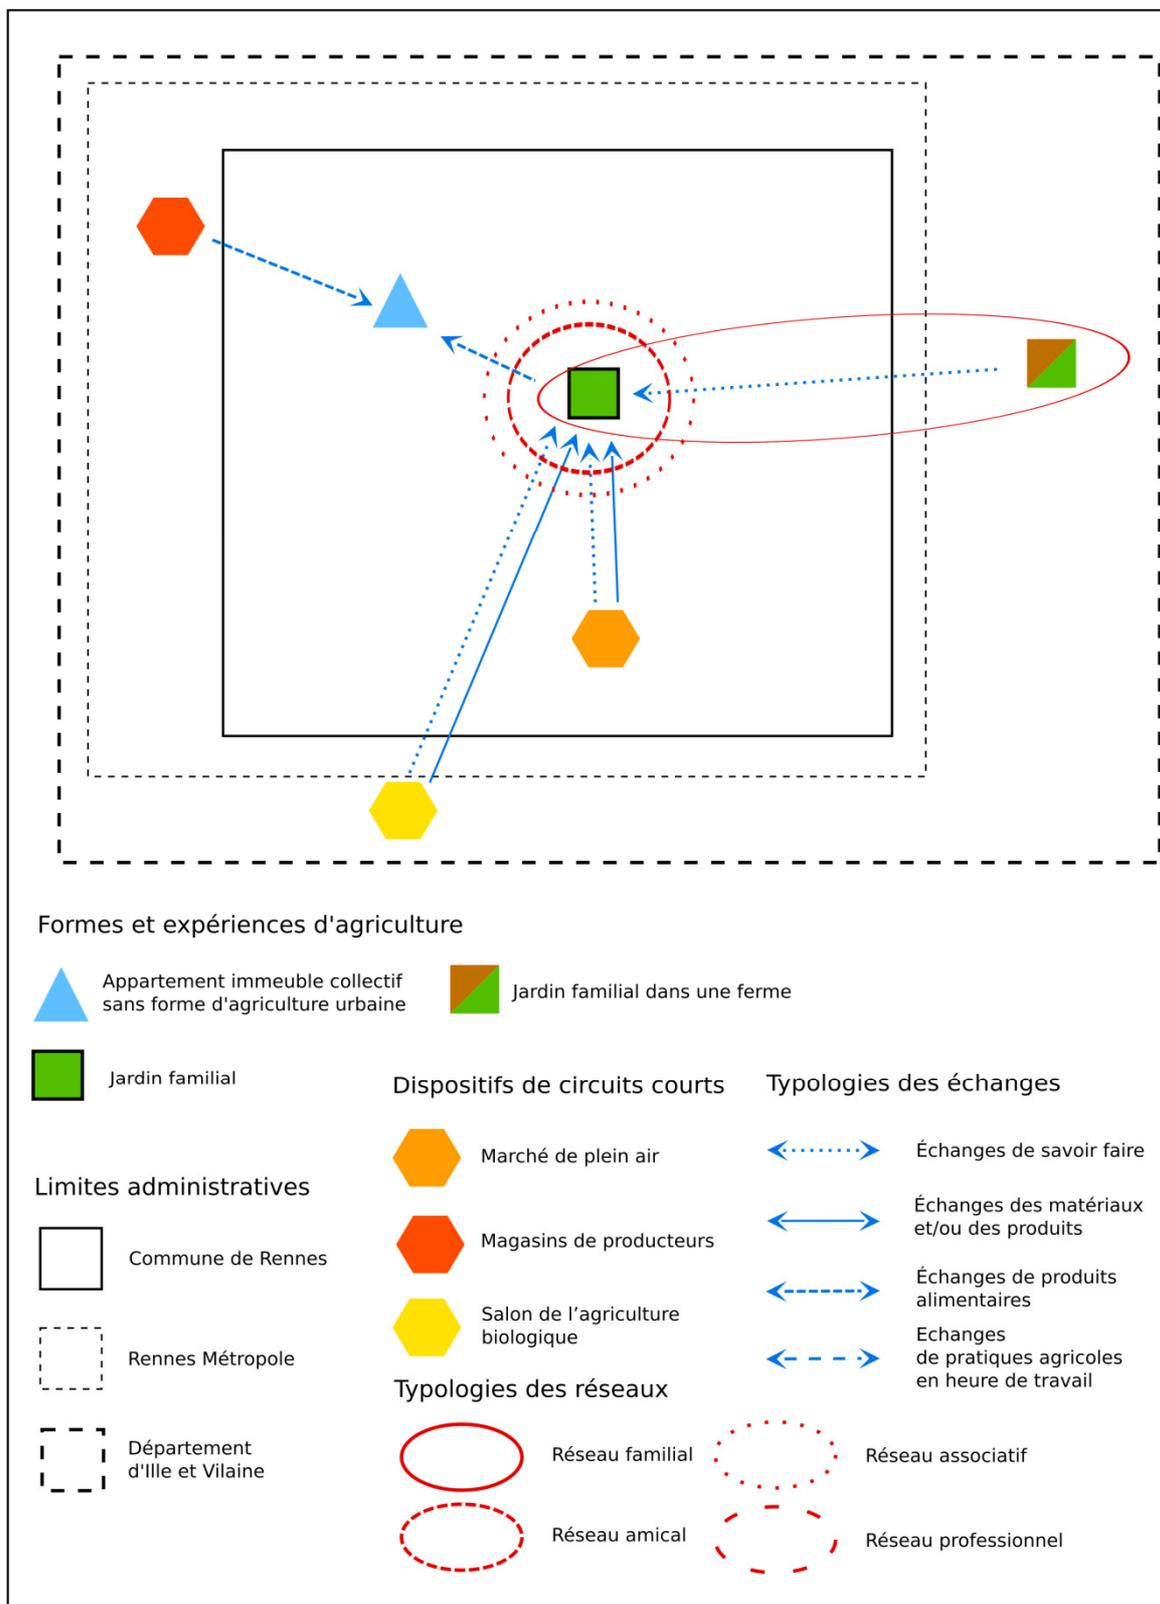 Formes et expériences d'agriculture
Appartement immeuble collectif
sans forme d'agriculture urbaine
Jardin familial dans une ferme
Jardin familial
Limites administratives
Commune de Rennes
Rennes Métropole
Département
d'Ille et Vilaine
Dispositifs de circuits courts
Marché de plein air
Magasins de producteurs
Salon de l’agriculture
biologique
Typologies des échanges
Échanges de savoir faire
Échanges des matériaux
et/ou des produits
Échanges de produits
alimentaires
Echanges
de pratiques agricoles
en heure de travail
Typologies des réseaux
Réseau familial
Réseau associatif
Réseau amical
Réseau professionnel